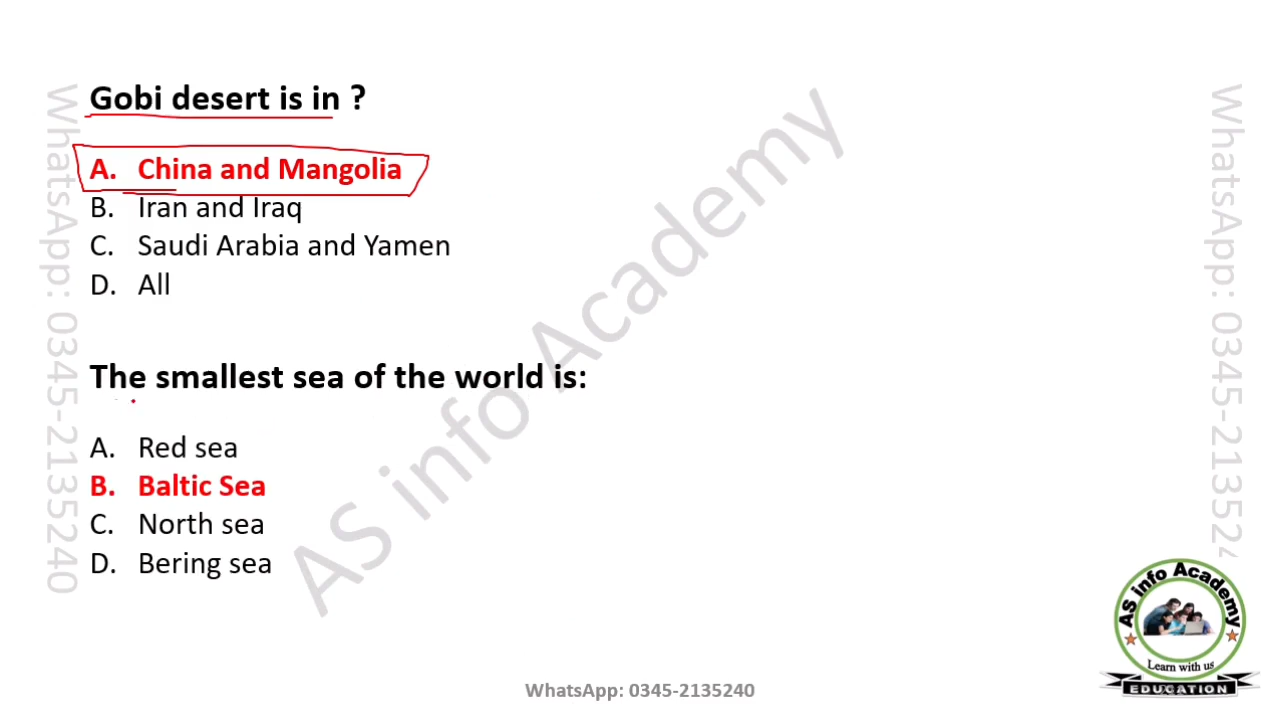 Gobi desert is in ?
A. China and Mangolia
B. Iran and Iraq
C. Saudi Arabia and Yamen
D. All
The smallest sea of the world is:
A. Red sea
B. Baltic Sea
C. North sea
D. Bering sea
AS info Academy
WhatsApp: 0345-2135240
WhatsApp: 0345-213524
AS info Academy
Learn with us
EDUCATION
WhatsApp: 0345-2135240